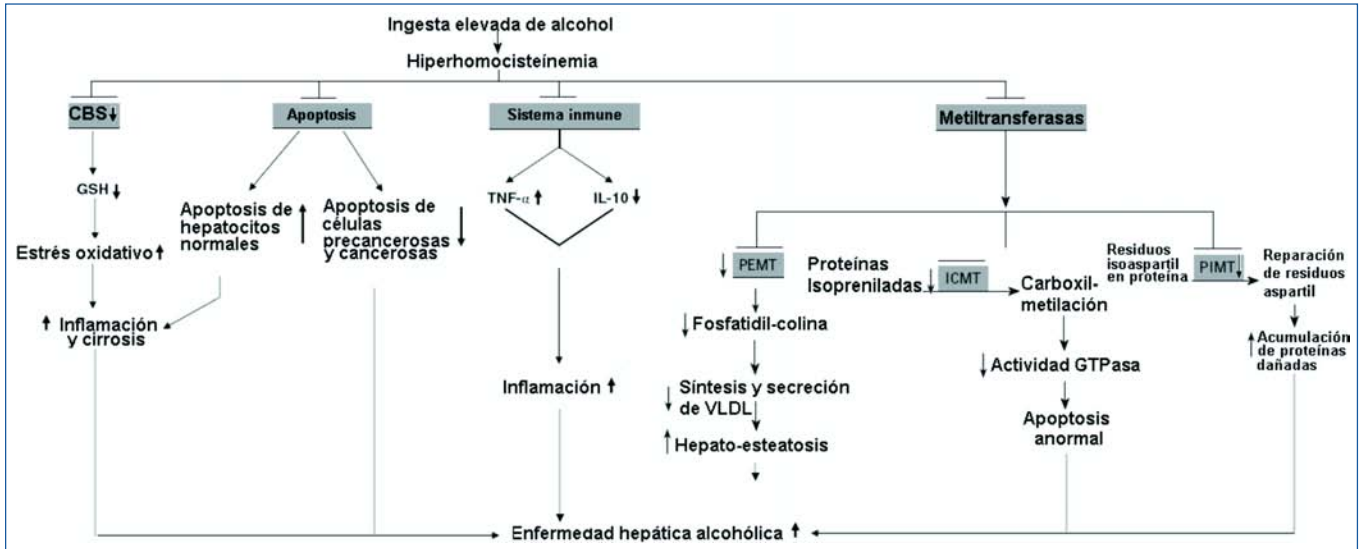 Ingesta elevada de alcohol
Hiperhomocisteínemia
CBS↓
Apoptosis
Sistema inmune
Metiltransferasas
GSH↓
Apoptosis de
hepatocitos
normales
↑
Apoptosis de
células
precancerosas
y cancerosas
↓
TNF-α↑
IL-10↓
Estrés oxidativo↑
↑ Inflamación
y cirrosis
Inflamación↑
↓ PEMT
↓ Fosfatidil-colina
↓ Síntesis y secreción
de VLDL
↑ Hepato-esteatosis
Proteínas
Isopreniladas
↓ ICMT
Carboxil-
metilación
↓ Actividad GTPasa
Apoptosis
anormal
Residuos
isoaspartil
en proteína
PIMT↓
Reparación
de residuos
aspartil
↑ Acumulación
de proteínas
dañadas
Enfermedad hepática alcohólica ↑